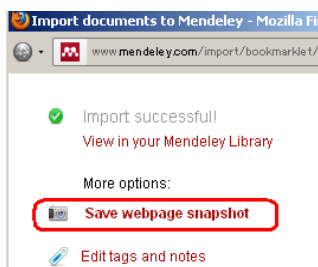 Import documents to Mendeley - Mozilla Fi
www.mendeley.com/import/bookmarklet/
Import successful!
View in your Mendeley Library
More options:
Save webpage snapshot
Edit tags and notes